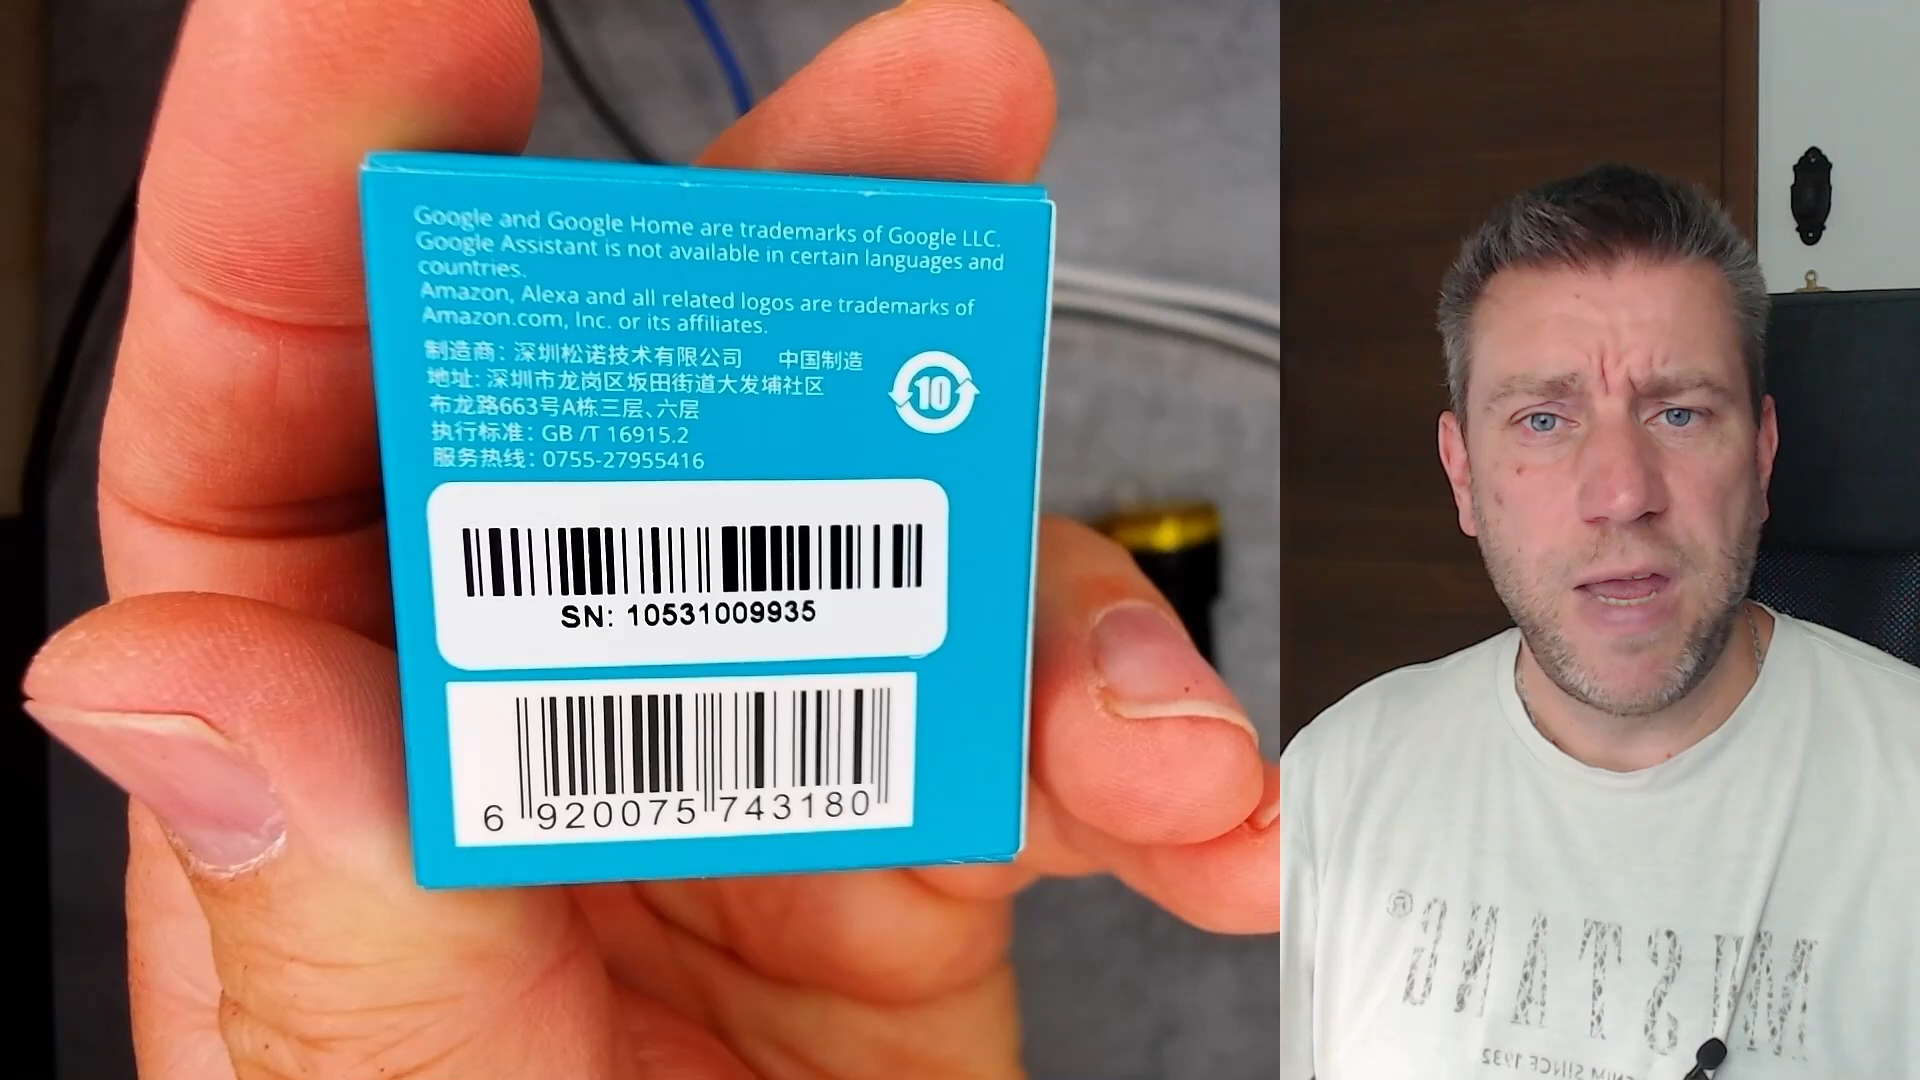 Google and Google Home are trademarks of Google LLC.
Google Assistant is not available in certain languages and
countries.
Amazon, Alexa and all related logos are trademarks of
Amazon.com, Inc. or its affiliates.
制造商: 深圳松诺技术有限公司 中国制造
地址: 深圳市龙岗区坂田街道大发埔社区
布龙路663号A栋三层、六层
执行标准: GB /T 16915.2
服务热线: 0755-27955416
10
SN: 10531009935
6 920075 743180
MUSTANG®
DENIM SINCE 1932